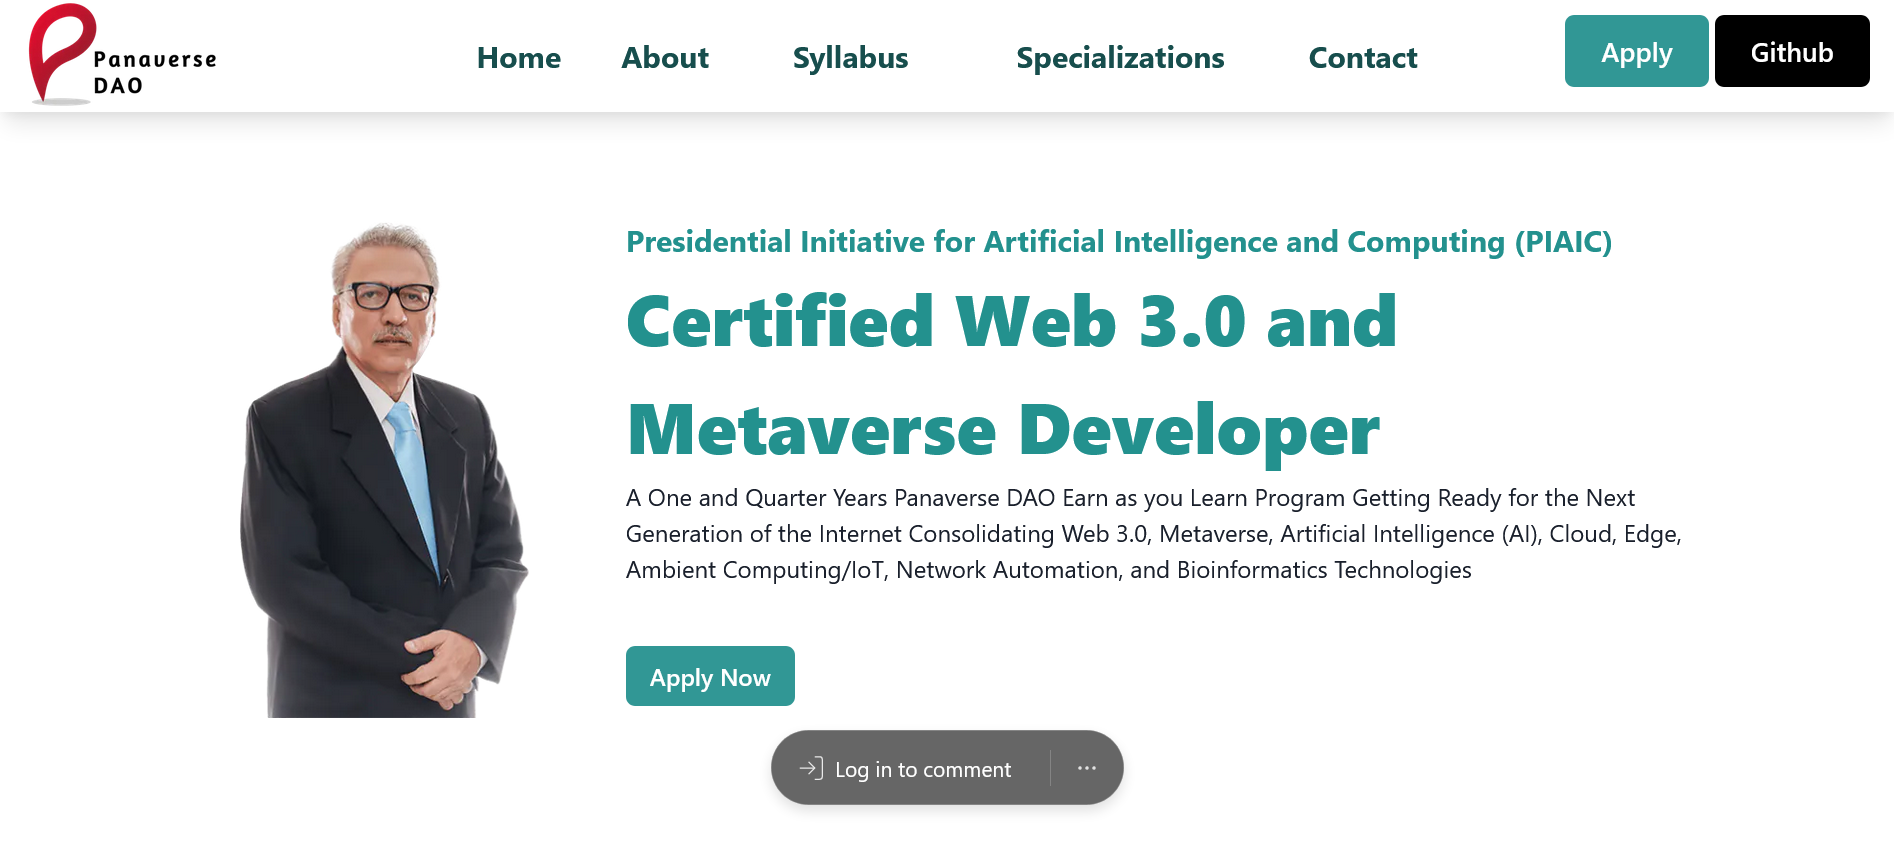 Panaverse
DAO
Home About Syllabus Specializations Contact Apply Github
Presidential Initiative for Artificial Intelligence and Computing (PIAIC)
Certified Web 3.0 and
Metaverse Developer
A One and Quarter Years Panaverse DAO Earn as you Learn Program Getting Ready for the Next
Generation of the Internet Consolidating Web 3.0, Metaverse, Artificial Intelligence (AI), Cloud, Edge,
Ambient Computing/IoT, Network Automation, and Bioinformatics Technologies
Apply Now
Log in to comment